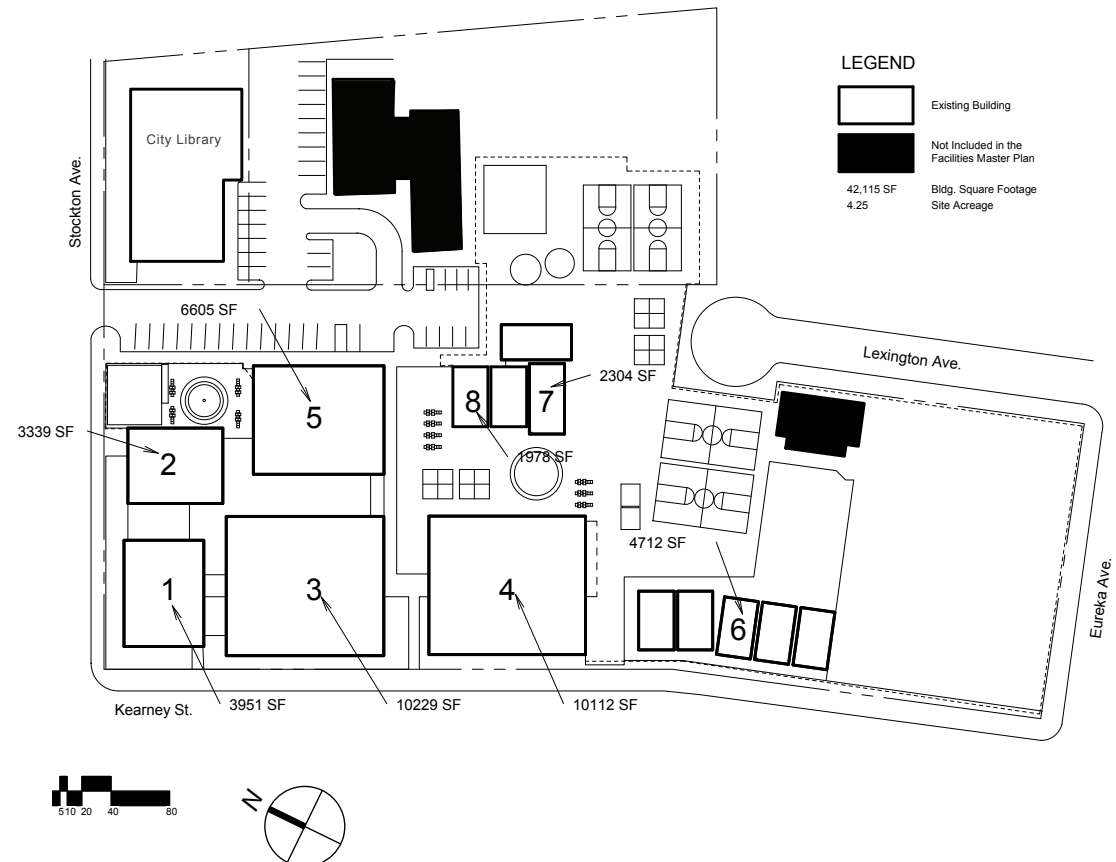 LEGEND
Existing Building
Not Included in the
Facilities Master Plan
42,115 SF Bldg. Square Footage
4.25 Site Acreage
City Library
Stockton Ave.
6605 SF
Lexington Ave.
2304 SF
5
8
7
3339 SF
2
1978 SF
4712 SF
1
3
4
6
Eureka Ave.
Kearney St.
3951 SF
10229 SF
10112 SF
5 10 20 40 80
N